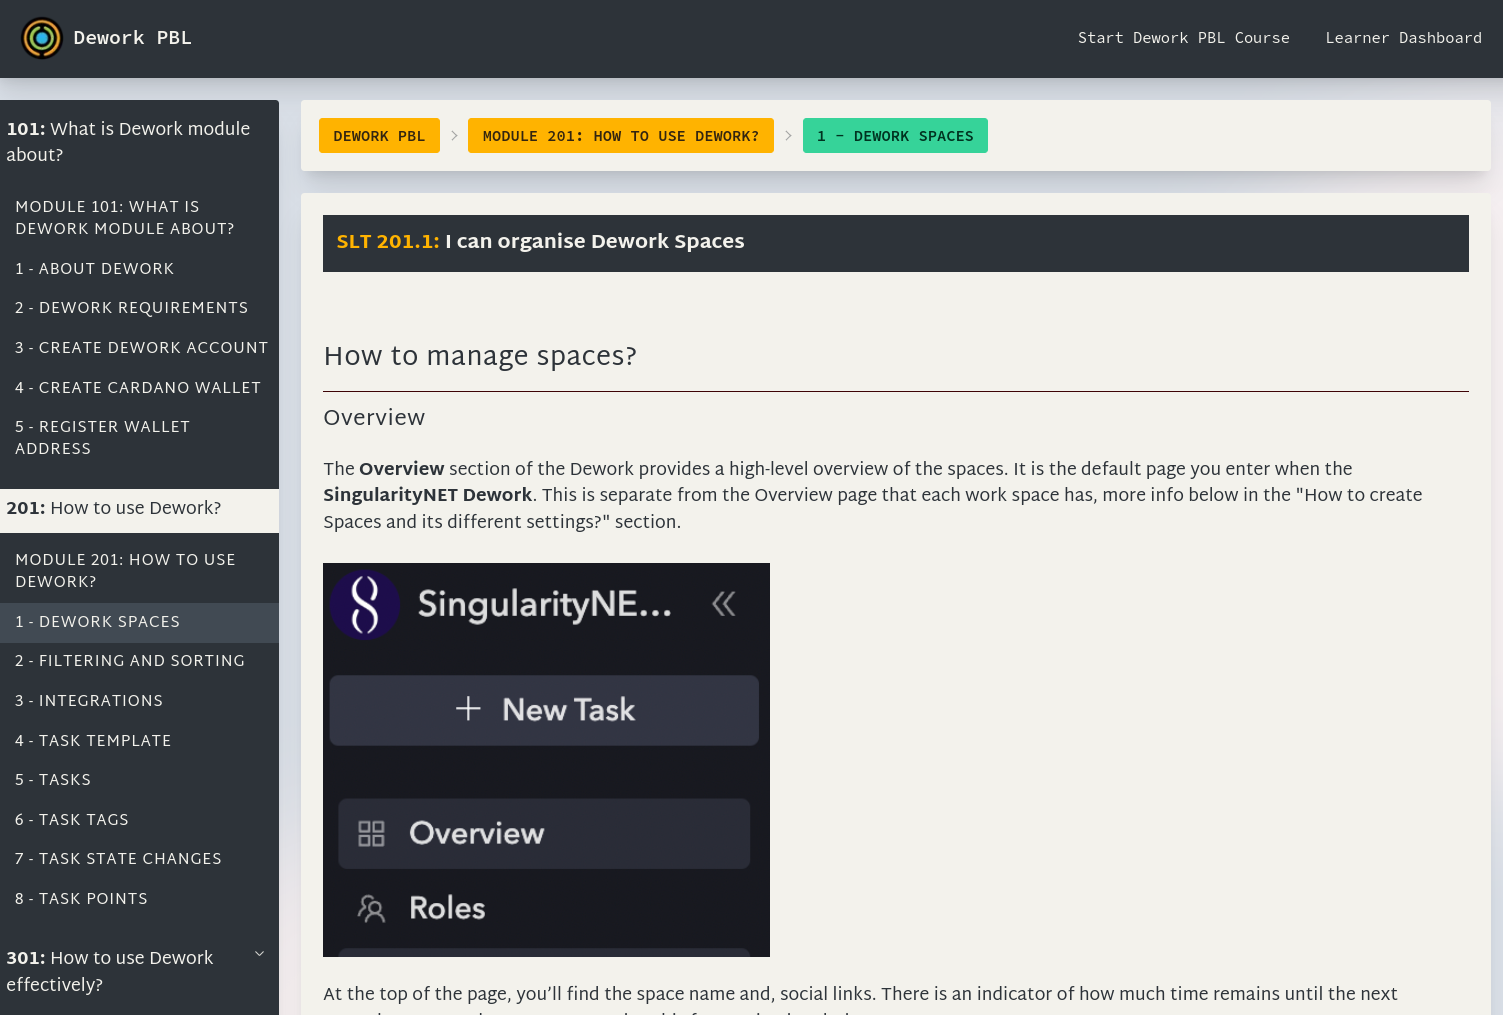 Dework PBL
Start Dework PBL Course
Learner Dashboard
101: What is Dework module
about?
MODULE 101: WHAT IS
DEWORK MODULE ABOUT?
1 - ABOUT DEWORK
2 - DEWORK REQUIREMENTS
3 - CREATE DEWORK ACCOUNT
4 - CREATE CARDANO WALLET
5 - REGISTER WALLET
ADDRESS
201: How to use Dework?
MODULE 201: HOW TO USE
DEWORK?
1 - DEWORK SPACES
2 - FILTERING AND SORTING
3 - INTEGRATIONS
4 - TASK TEMPLATE
5 - TASKS
6 - TASK TAGS
7 - TASK STATE CHANGES
8 - TASK POINTS
301: How to use Dework
effectively?
DEWORK PBL
MODULE 201: HOW TO USE DEWORK?
1 - DEWORK SPACES
SLT 201.1: I can organise Dework Spaces
How to manage spaces?
Overview
The Overview section of the Dework provides a high-level overview of the spaces. It is the default page you enter when the
SingularityNET Dework. This is separate from the Overview page that each work space has, more info below in the "How to create
Spaces and its different settings?" section.
SingularityNE...
+ New Task
Overview
Roles
At the top of the page, you’ll find the space name and, social links. There is an indicator of how much time remains until the next